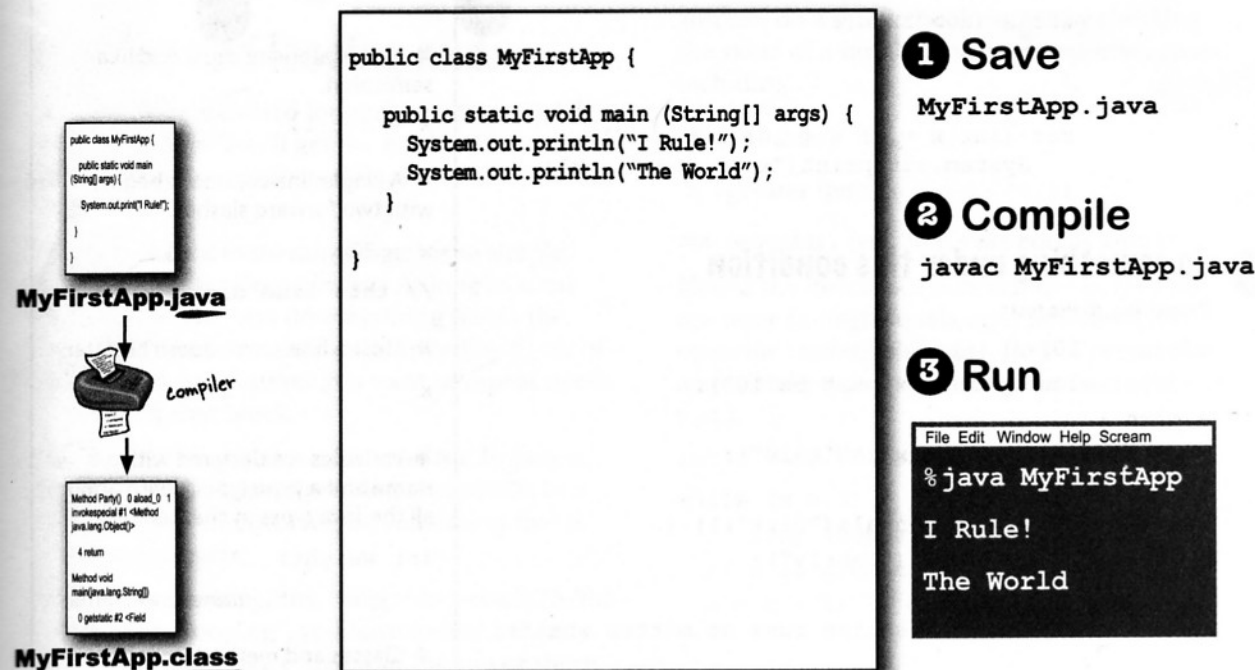 public class MyFirstApp {
public static void main
(String[] args) {
System.out.print("I Rule!");
}
}
MyFirstApp.java
compiler
Method Party() 0 aload_0 1
invokespecial #1 <Method
java.lang.Object()>
4 return
Method void
main(java.lang.String[])
0 getstatic #2 <Field
MyFirstApp.class
public class MyFirstApp {
public static void main (String[] args) {
System.out.println(“I Rule!”);
System.out.println(“The World”);
}
}
1 Save
MyFirstApp.java
2 Compile
javac MyFirstApp.java
3 Run
File Edit Window Help Scream
%java MyFirstApp
I Rule!
The World